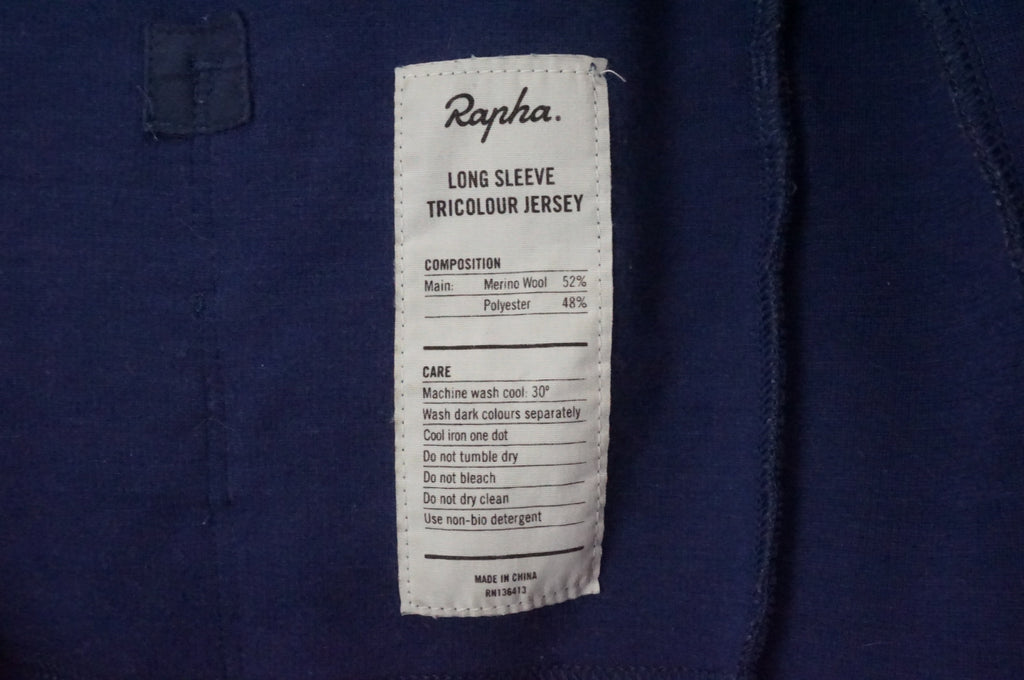 Rapha.
LONG SLEEVE
TRICOLOUR JERSEY
COMPOSITION
Main: Merino Wool 52%
Polyester 48%
CARE
Machine wash cool: 30°
Wash dark colours separately
Cool iron one dot
Do not tumble dry
Do not bleach
Do not dry clean
Use non-bio detergent
MADE IN CHINA
RN136413